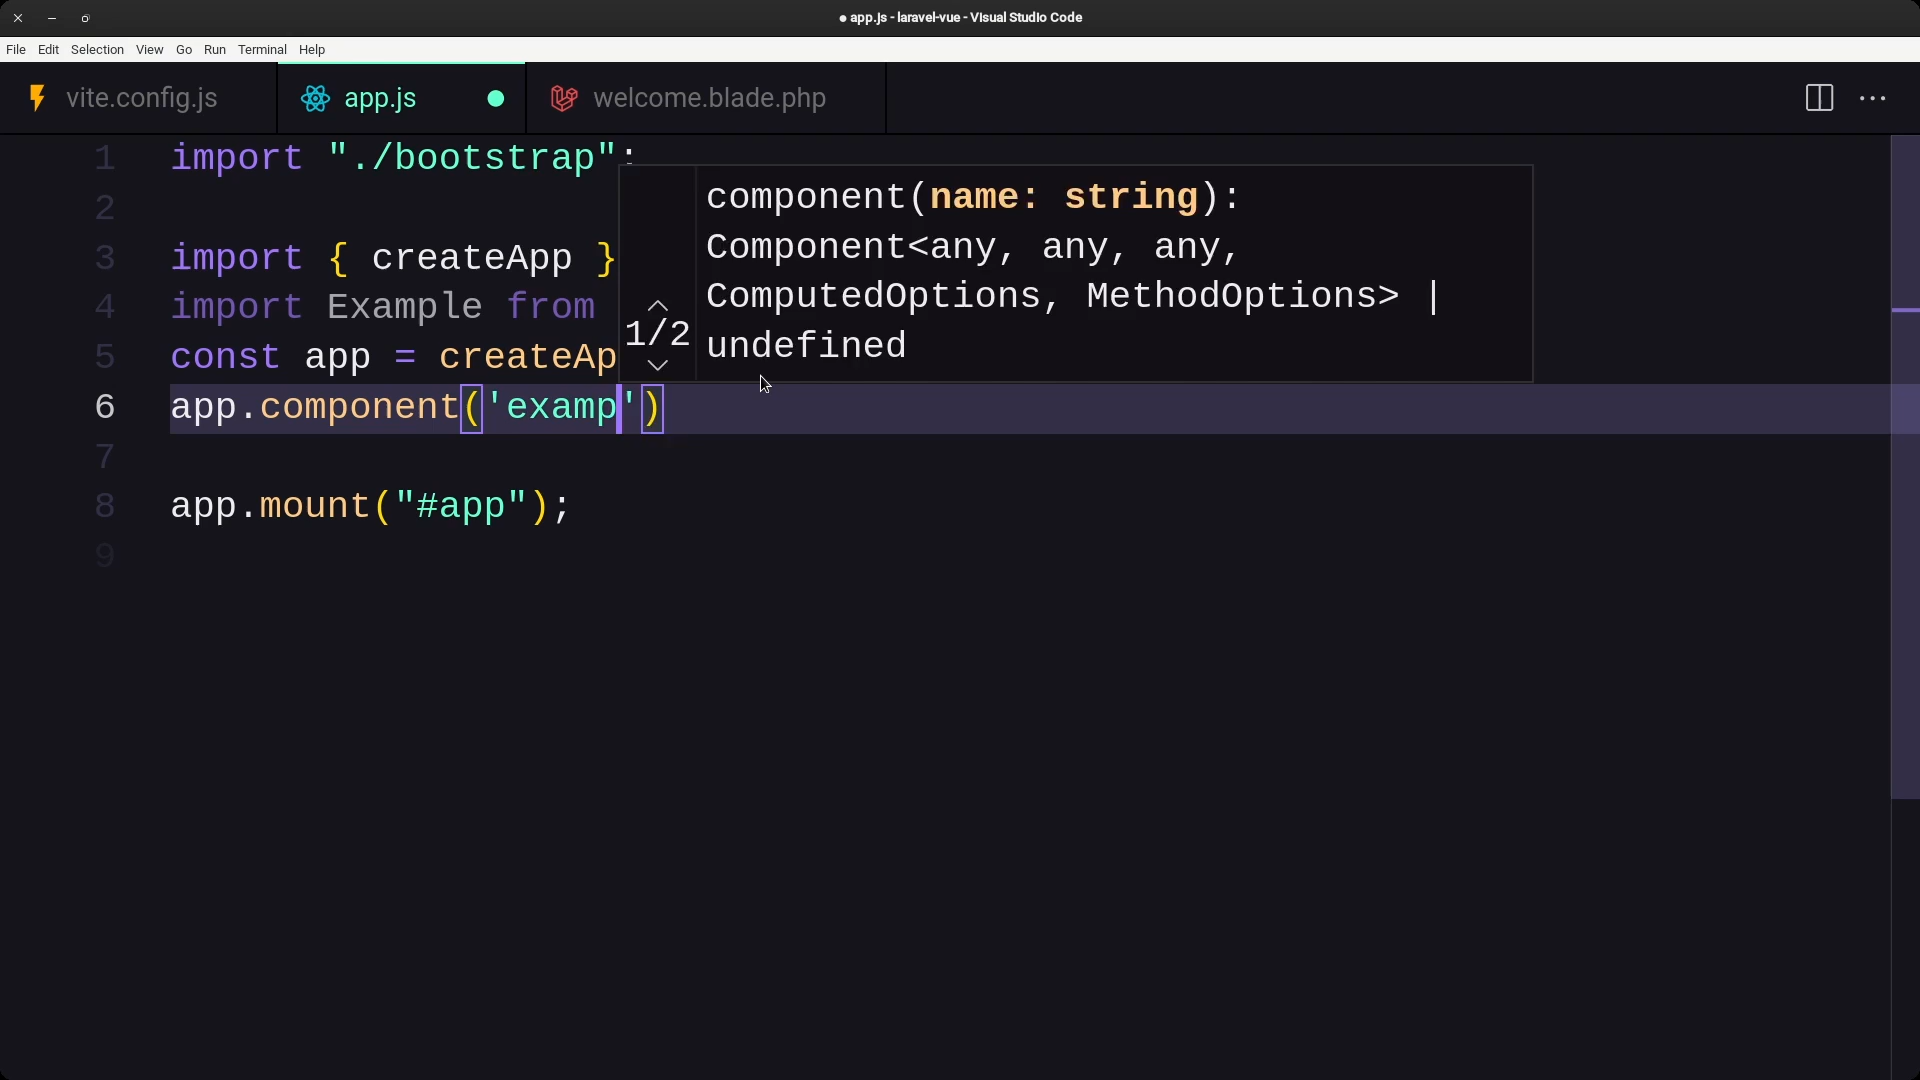 ● app.js - laravel-vue - Visual Studio Code
File Edit Selection View Go Run Terminal Help
vite.config.js app.js welcome.blade.php
1 import "./bootstrap";
2
3 import { createApp }
4 import Example from
5 const app = createAp
6 app.component('examp')
7
8 app.mount("#app");
9
component(name: string):
Component<any, any, any,
ComputedOptions, MethodOptions> |
undefined
1/2